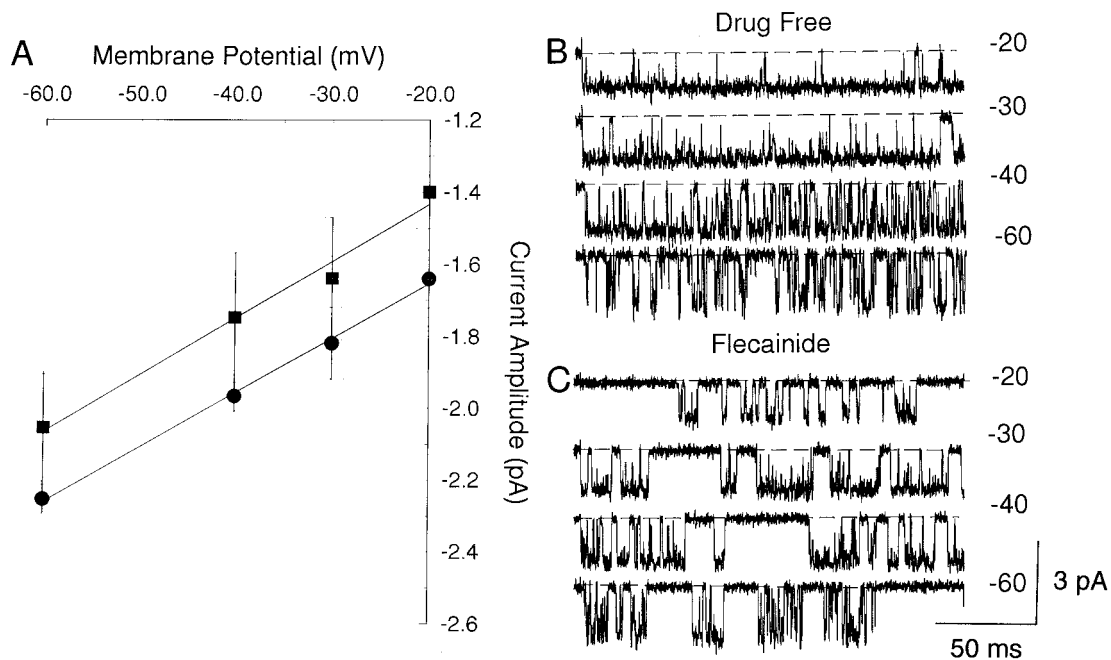 A
Membrane Potential (mV)
-60.0 -50.0 -40.0 -30.0 -20.0
-1.2
-1.4
-1.6
-1.8
-2.0
-2.2
-2.4
-2.6
Current Amplitude (pA)
B
Drug Free
-20
-30
-40
-60
C
Flecainide
-20
-30
-40
-60
3 pA
50 ms